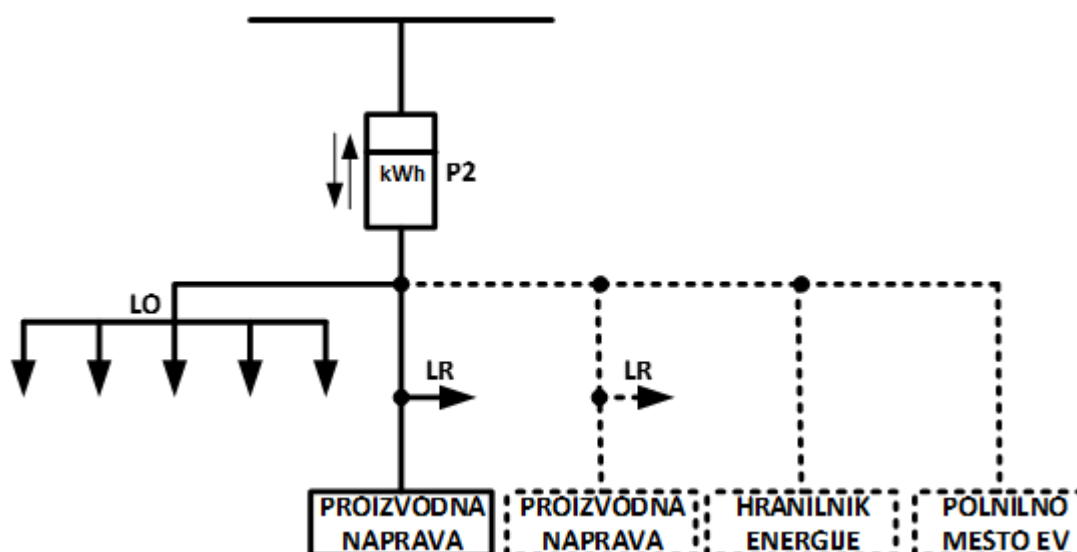 kWh P2
LO
LR LR
PROIZVODNA PROIZVODNA HRANILNIK POLNILNO
NAPRAVA NAPRAVA ENERGIJE MESTO EV